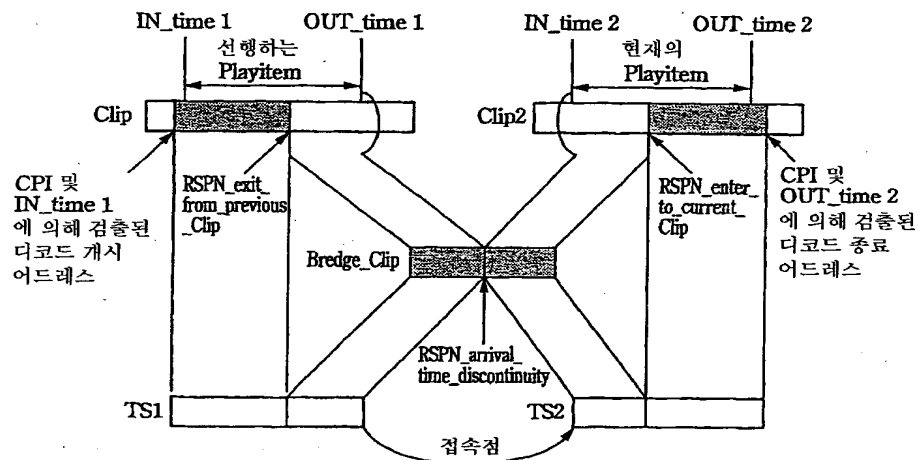 IN_time 1
OUT_time 1
IN_time 2
OUT_time 2
선행하는
Playitem
현재의
Playitem
Clip
Clip2
CPI 및
IN_time 1
에 의해 검출된
디코드 개시
어드레스
RSPN_exit_
from_previous
_Clip
RSPN_enter_
to_current_
Clip
CPI 및
OUT_time 2
에 의해 검출된
디코드 종료
어드레스
Bredge_Clip
RSPN_arrival_
time_discontinuity
TS1
TS2
접속점